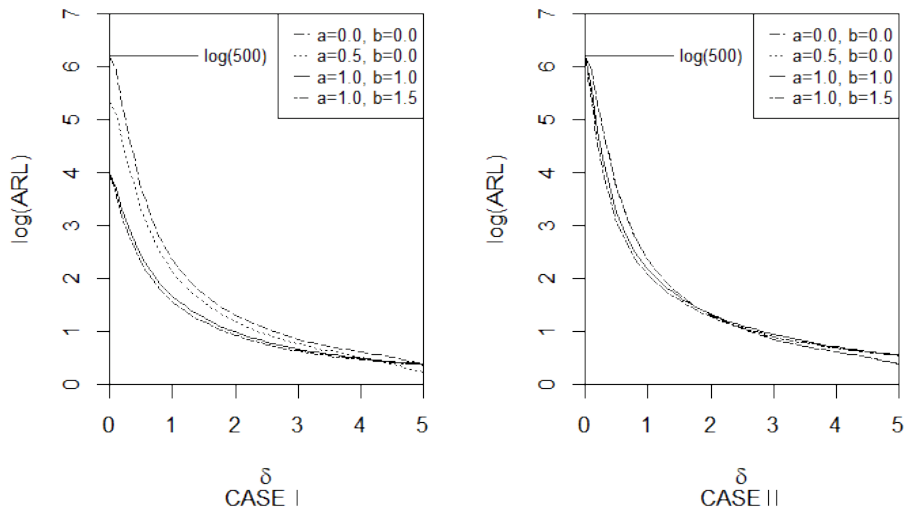 a=0.0, b=0.0
a=0.5, b=0.0
a=1.0, b=1.0
a=1.0, b=1.5
log(500)
log(ARL)
0 1 2 3 4 5 6 7
0 1 2 3 4 5
δ
CASE I
a=0.0, b=0.0
a=0.5, b=0.0
a=1.0, b=1.0
a=1.0, b=1.5
log(500)
log(ARL)
0 1 2 3 4 5 6 7
0 1 2 3 4 5
δ
CASE II